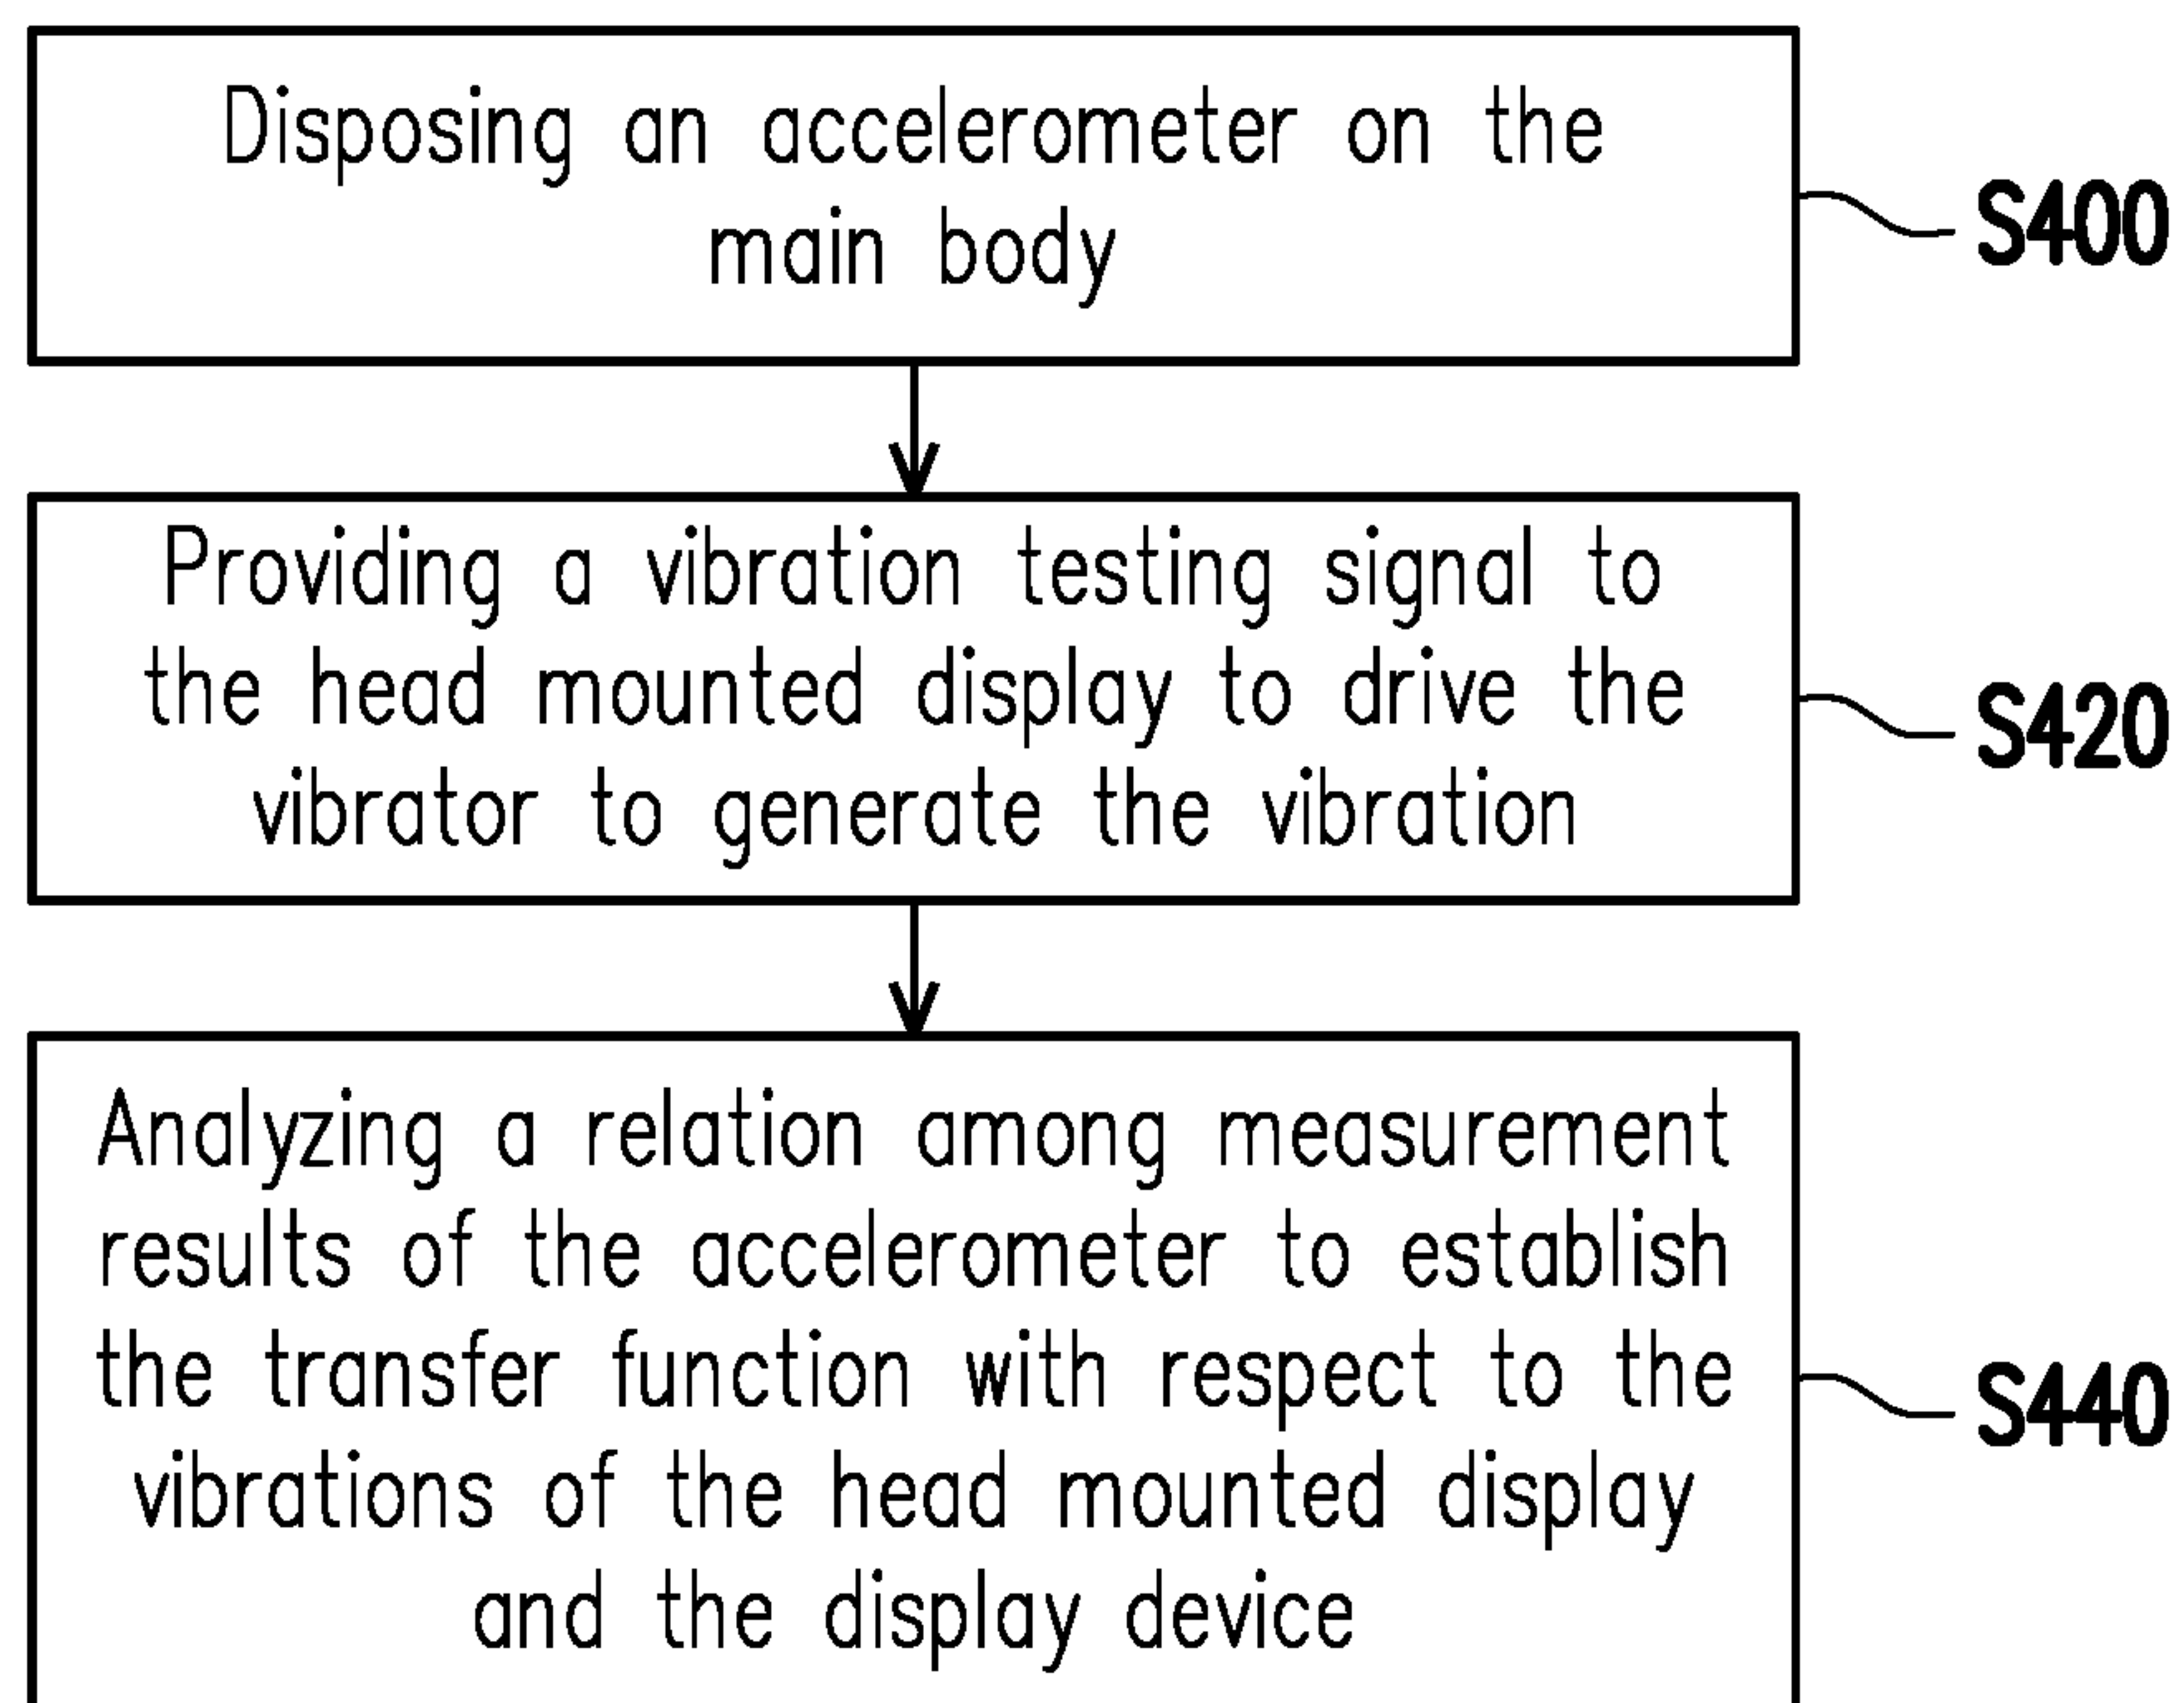 Disposing an accelerometer on the
main body
S400
Providing a vibration testing signal to
the head mounted display to drive the
vibrator to generate the vibration
S420
Analyzing a relation among measurement
results of the accelerometer to establish
the transfer function with respect to the
vibrations of the head mounted display
and the display device
S440